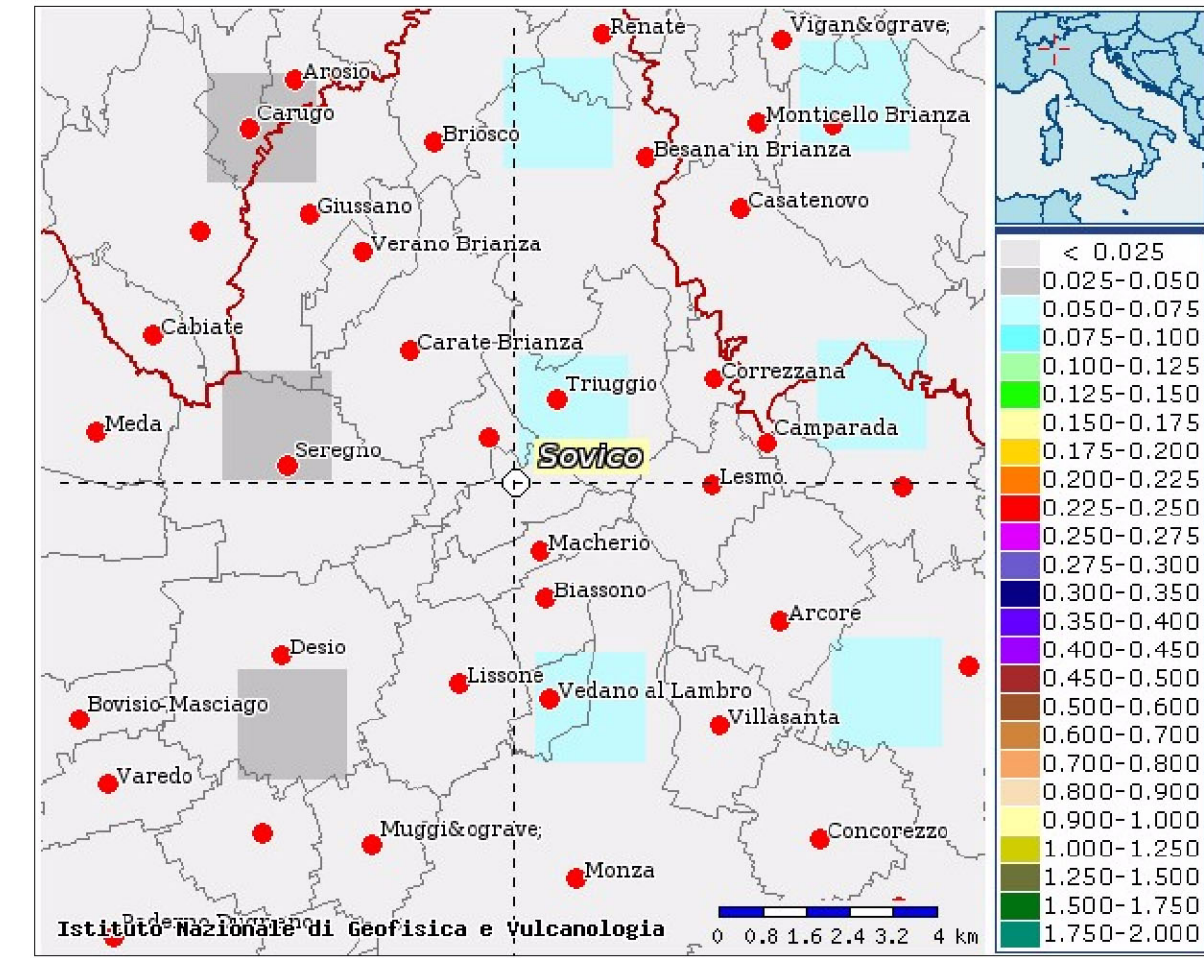 Renate
Vigan&ograve;
Arosio
Carugo
Monticello Brianza
Briosco
Besana in Brianza
Giussano
Casatenovo
Verano Brianza
Cabiate
Carate Brianza
Triuggio
Correzzana
Meda
Camparada
Seregno
Sovico
Lesmo
Macherio
Biassono
Arcore
Desio
Lissone
Vedano al Lambro
Bovisio-Masciago
Villasanta
Varedo
Muggi&ograve;
Concorezzo
Monza
Paderno Dugnano
Istituto Nazionale di Geofisica e Vulcanologia
0 0.8 1.6 2.4 3.2 4 km
< 0.025
0.025-0.050
0.050-0.075
0.075-0.100
0.100-0.125
0.125-0.150
0.150-0.175
0.175-0.200
0.200-0.225
0.225-0.250
0.250-0.275
0.275-0.300
0.300-0.350
0.350-0.400
0.400-0.450
0.450-0.500
0.500-0.600
0.600-0.700
0.700-0.800
0.800-0.900
0.900-1.000
1.000-1.250
1.250-1.500
1.500-1.750
1.750-2.000